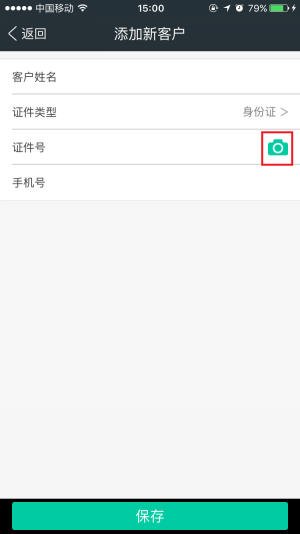 中国移动 15:00 79%
返回 添加新客户
客户姓名
证件类型 身份证 >
证件号
手机号
保存